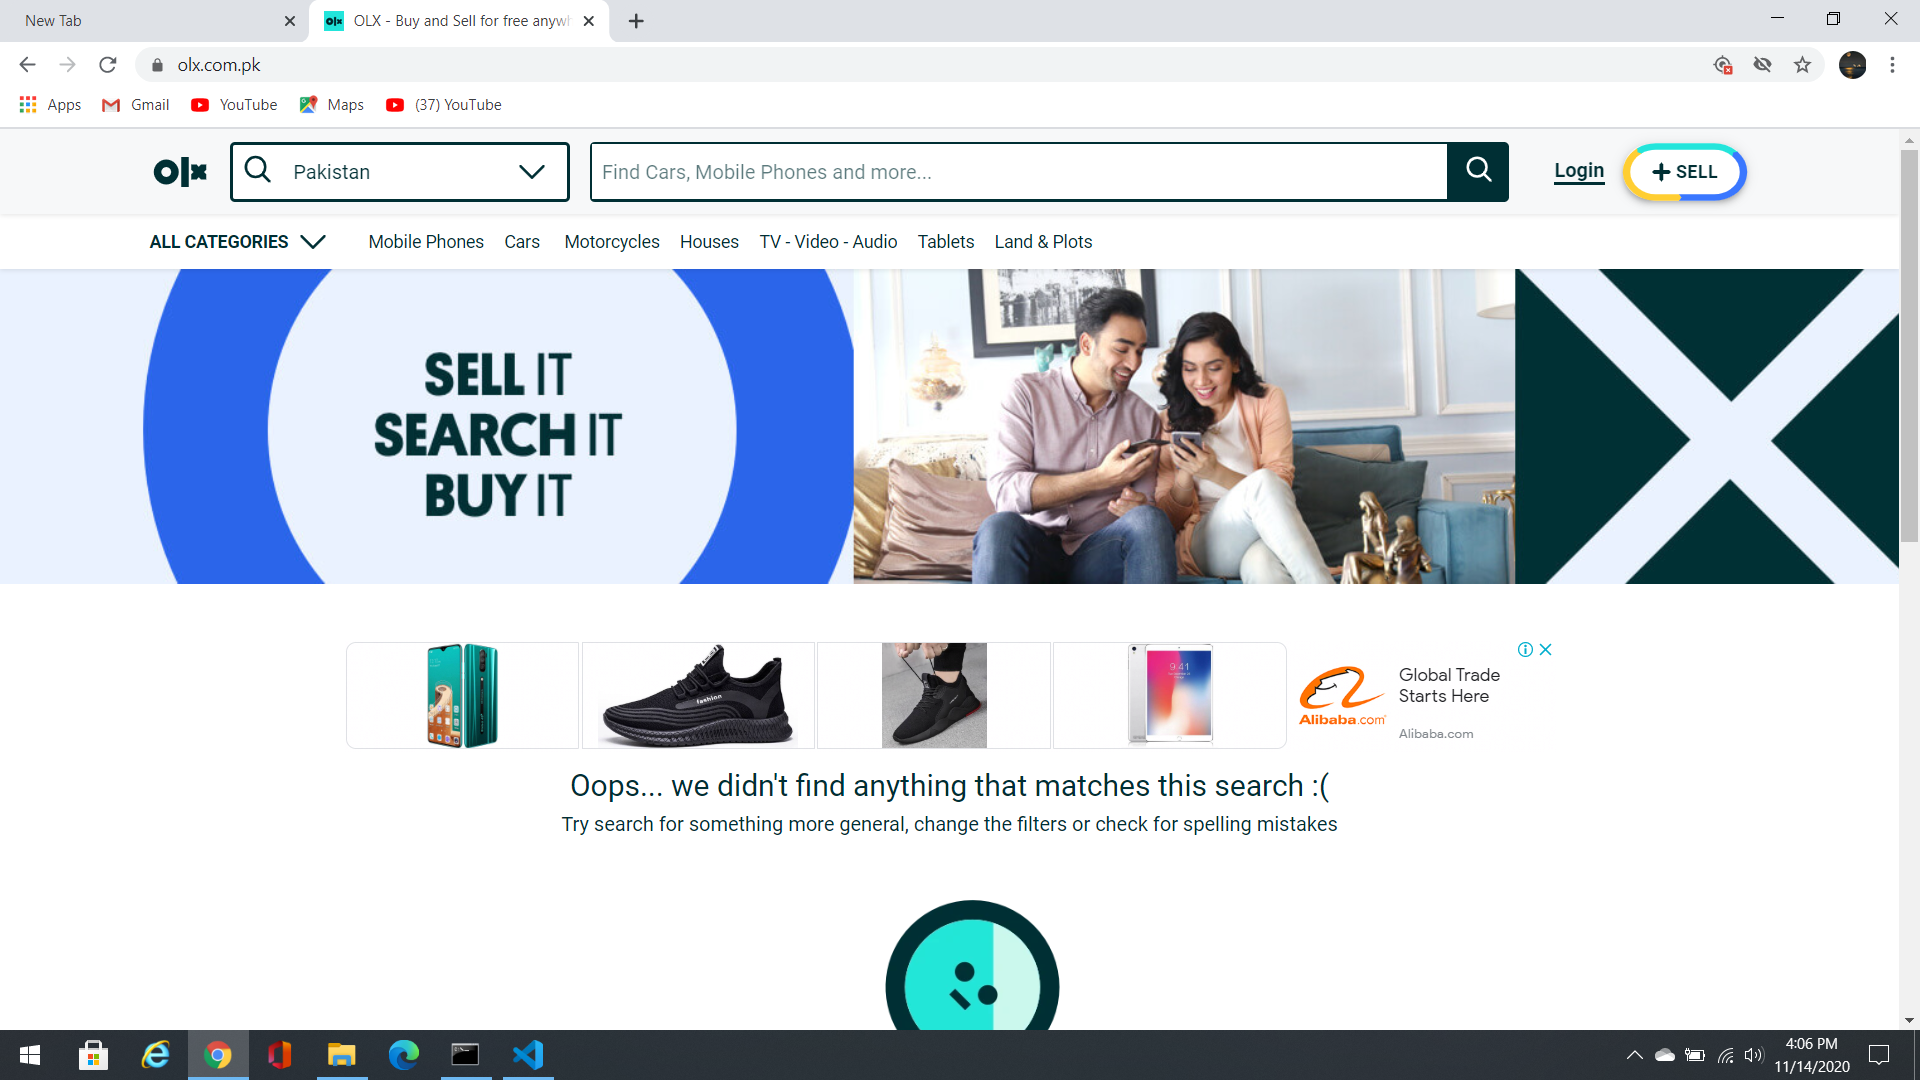 New Tab
OLX - Buy and Sell for free anywh
olx.com.pk
Apps
Gmail
YouTube
Maps
(37) YouTube
olx
Pakistan
Find Cars, Mobile Phones and more...
Login
SELL
ALL CATEGORIES
Mobile Phones
Cars
Motorcycles
Houses
TV - Video - Audio
Tablets
Land & Plots
SELL IT
SEARCH IT
BUY IT
fashion
9:41
Alibaba.com
Global Trade
Starts Here
Alibaba.com
Oops... we didn't find anything that matches this search :(
Try search for something more general, change the filters or check for spelling mistakes
4:06 PM
11/14/2020